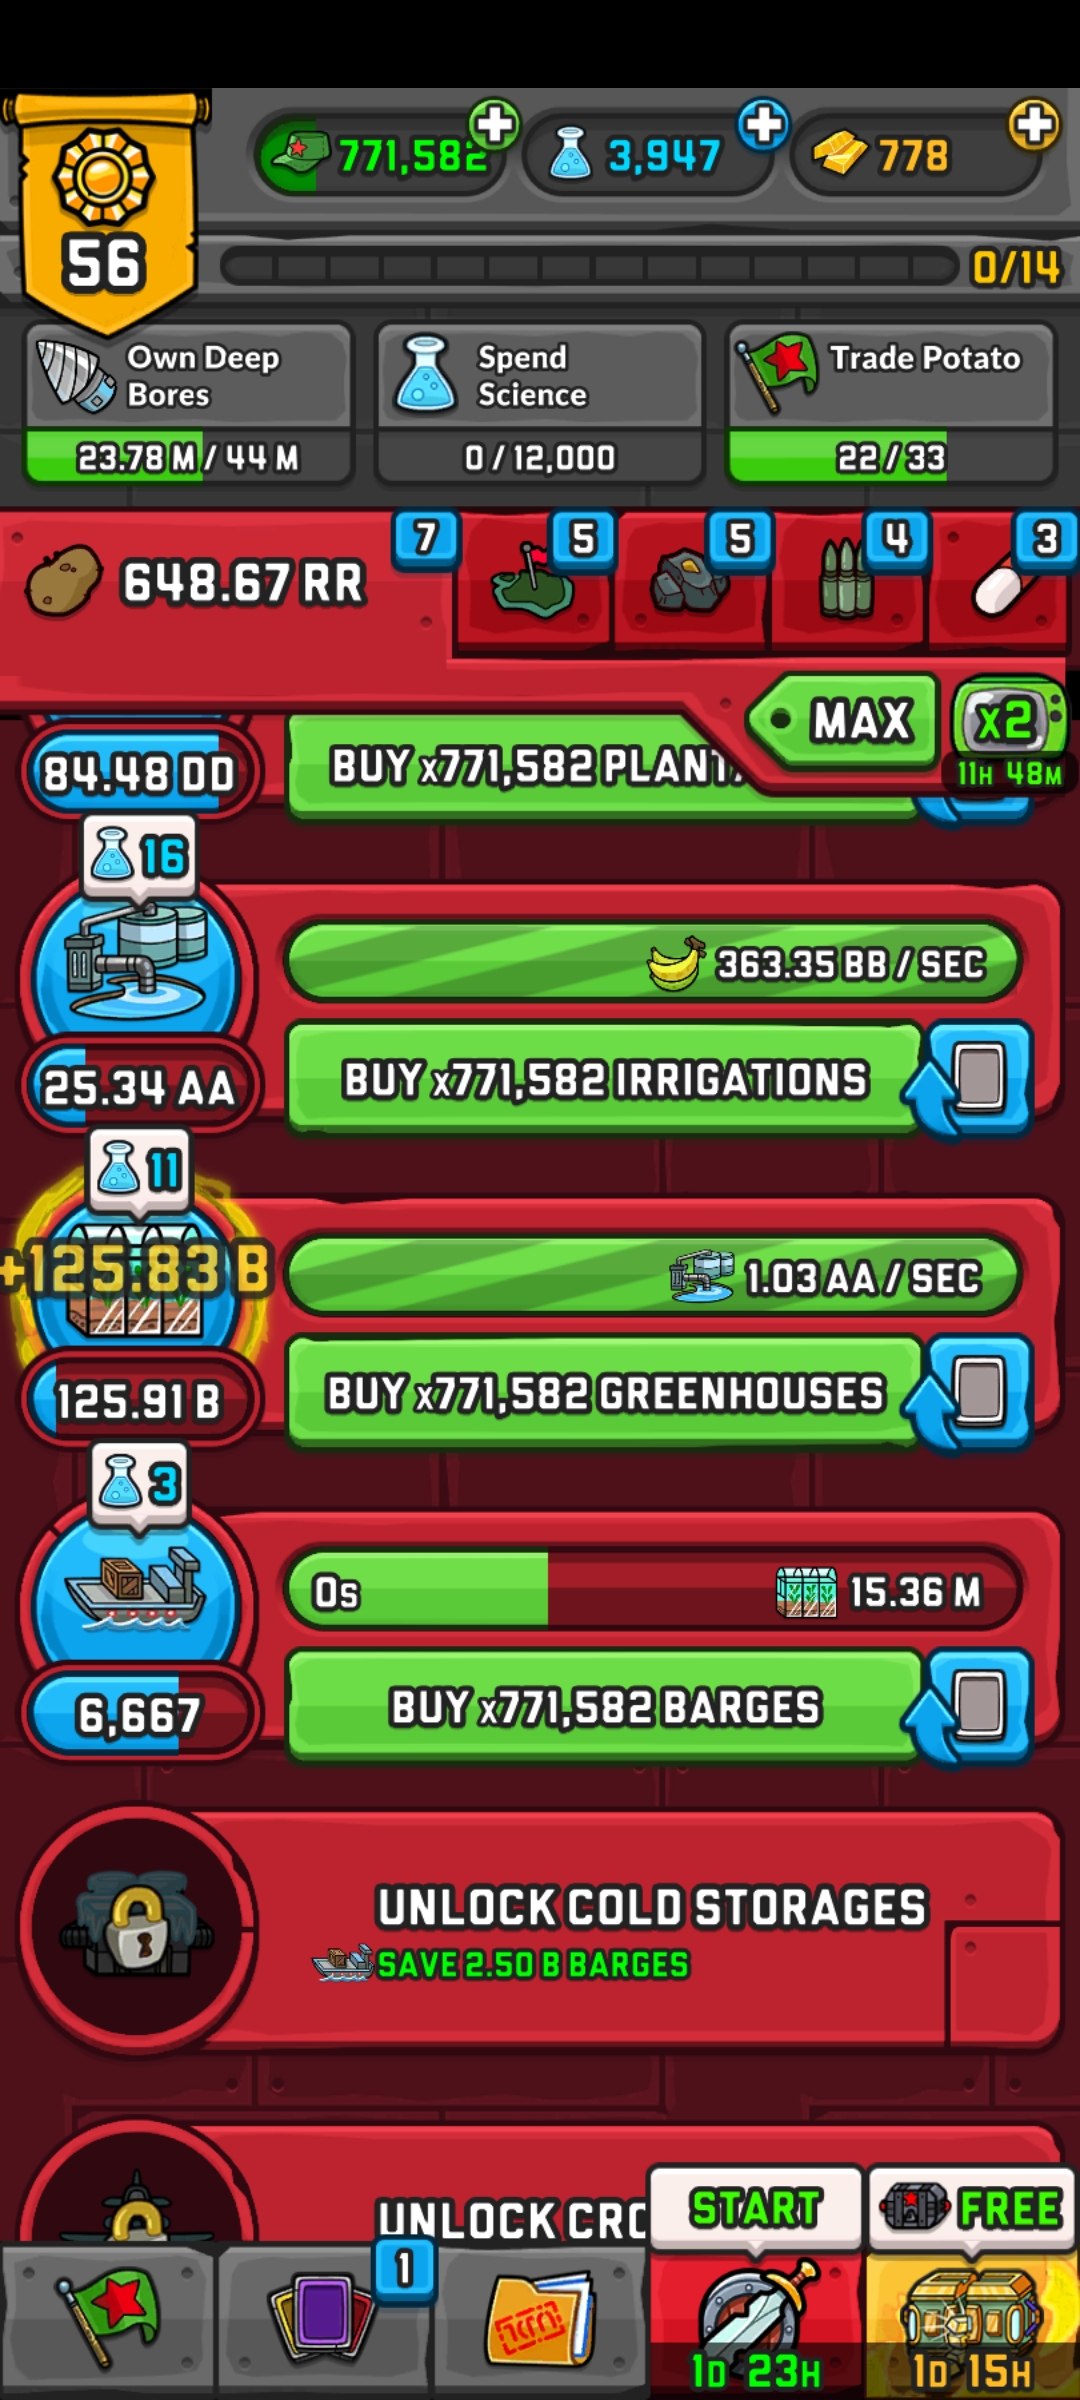 771,582
3,947
778
56
0/14
Own Deep Bores
23.78 M / 44 M
Spend Science
0 / 12,000
Trade Potato
22 / 33
648.67 RR
7
5
5
4
3
MAX
x2
11H 48M
84.48 DD
BUY x771,582 PLANT
16
363.35 BB / SEC
25.34 AA
BUY x771,582 IRRIGATIONS
11
+125.83 B
1.03 AA / SEC
125.91 B
BUY x771,582 GREENHOUSES
3
0s
15.36 M
6,667
BUY x771,582 BARGES
UNLOCK COLD STORAGES
SAVE 2.50 B BARGES
UNLOCK CRO
START
FREE
1
1D 23H
1D 15H